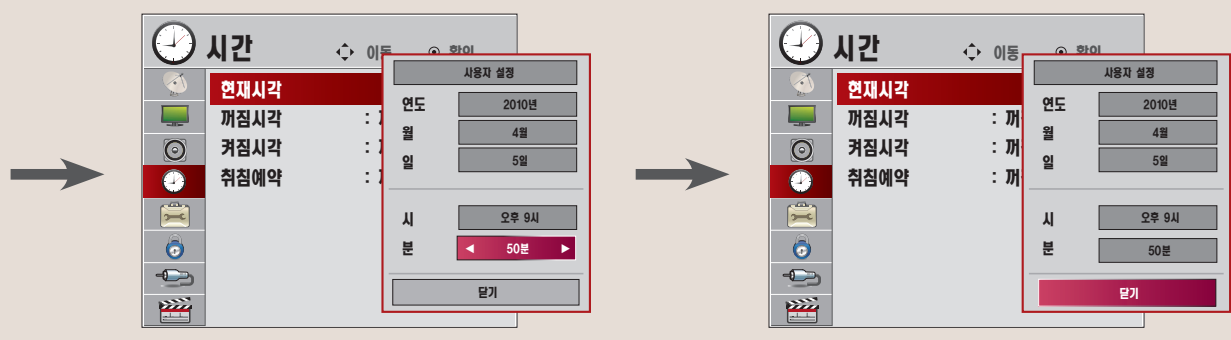 시간 이동 확인
사용자 설정
현재시각
연도 2010년
꺼짐시각 :
월 4월
켜짐시각 :
일 5일
취침예약 :
시 오후 9시
분 ◀ 50분 ▶
닫기
시간 이동 확인
사용자 설정
현재시각
연도 2010년
꺼짐시각 : 꺼
월 4월
켜짐시각 : 꺼
일 5일
취침예약 : 꺼
시 오후 9시
분 50분
닫기